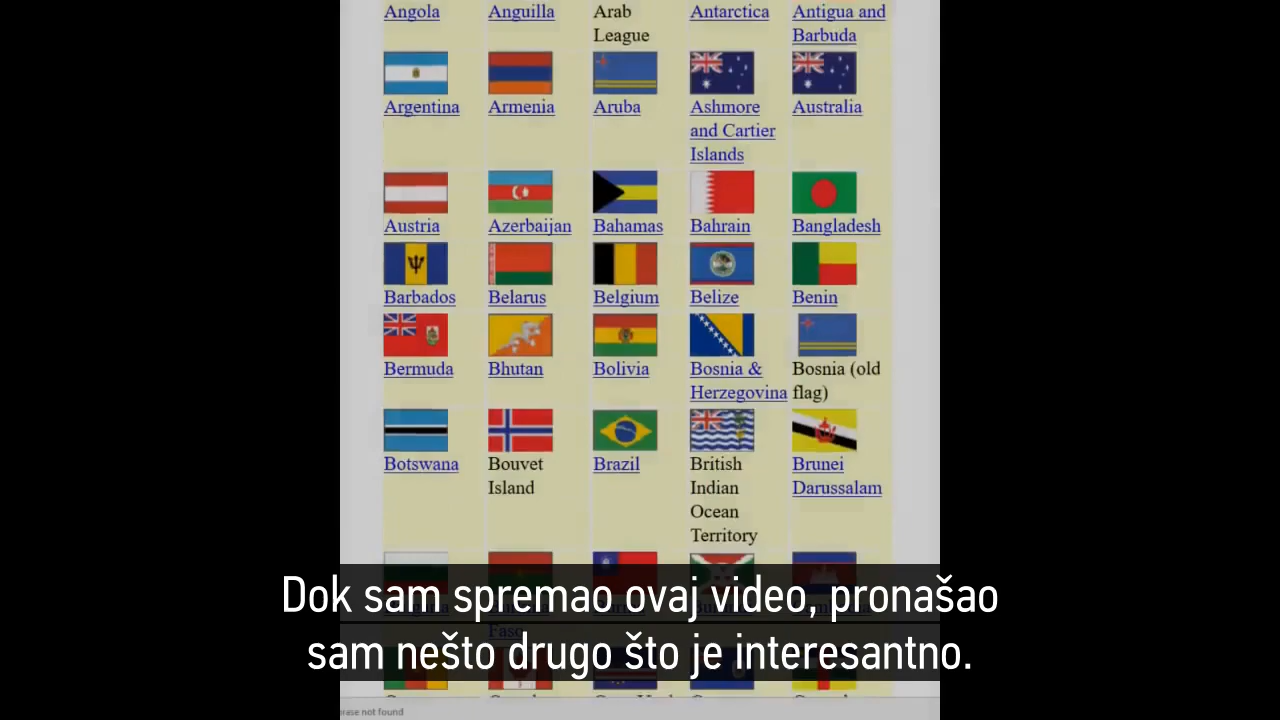 Angola Anguilla Arab Antarctica Antigua and
League Barbuda
Argentina Armenia Aruba Ashmore Australia
and Cartier
Islands
Austria Azerbaijan Bahamas Bahrain Bangladesh
Barbados Belarus Belgium Belize Benin
Bermuda Bhutan Bolivia Bosnia & Bosnia (old
Herzegovina flag)
Botswana Bouvet Brazil British Brunei
Island Indian Darussalam
Ocean
Territory
Dok sam spremao ovaj video, pronašao
sam nešto drugo što je interesantno.
not found